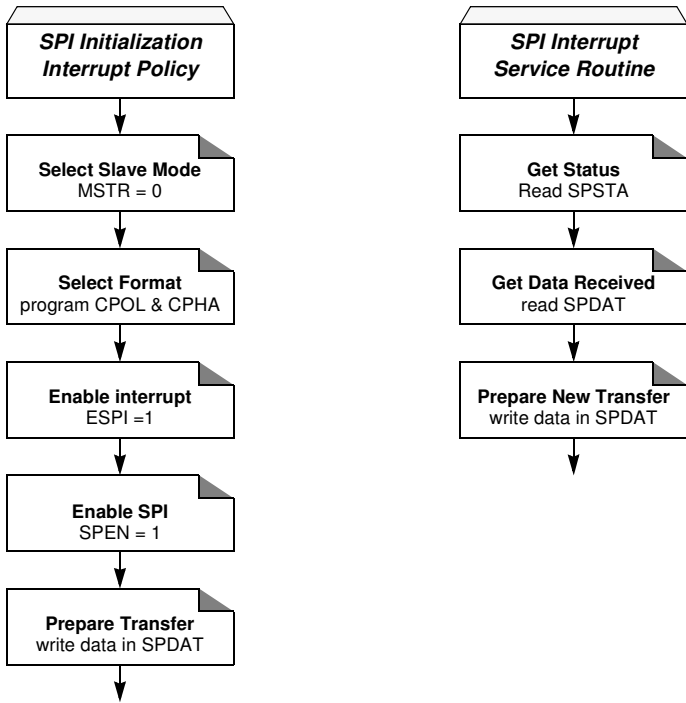 SPI Initialization
Interrupt Policy
Select Slave Mode
MSTR = 0
Select Format
program CPOL & CPHA
Enable interrupt
ESPI =1
Enable SPI
SPEN = 1
Prepare Transfer
write data in SPDAT
SPI Interrupt
Service Routine
Get Status
Read SPSTA
Get Data Received
read SPDAT
Prepare New Transfer
write data in SPDAT